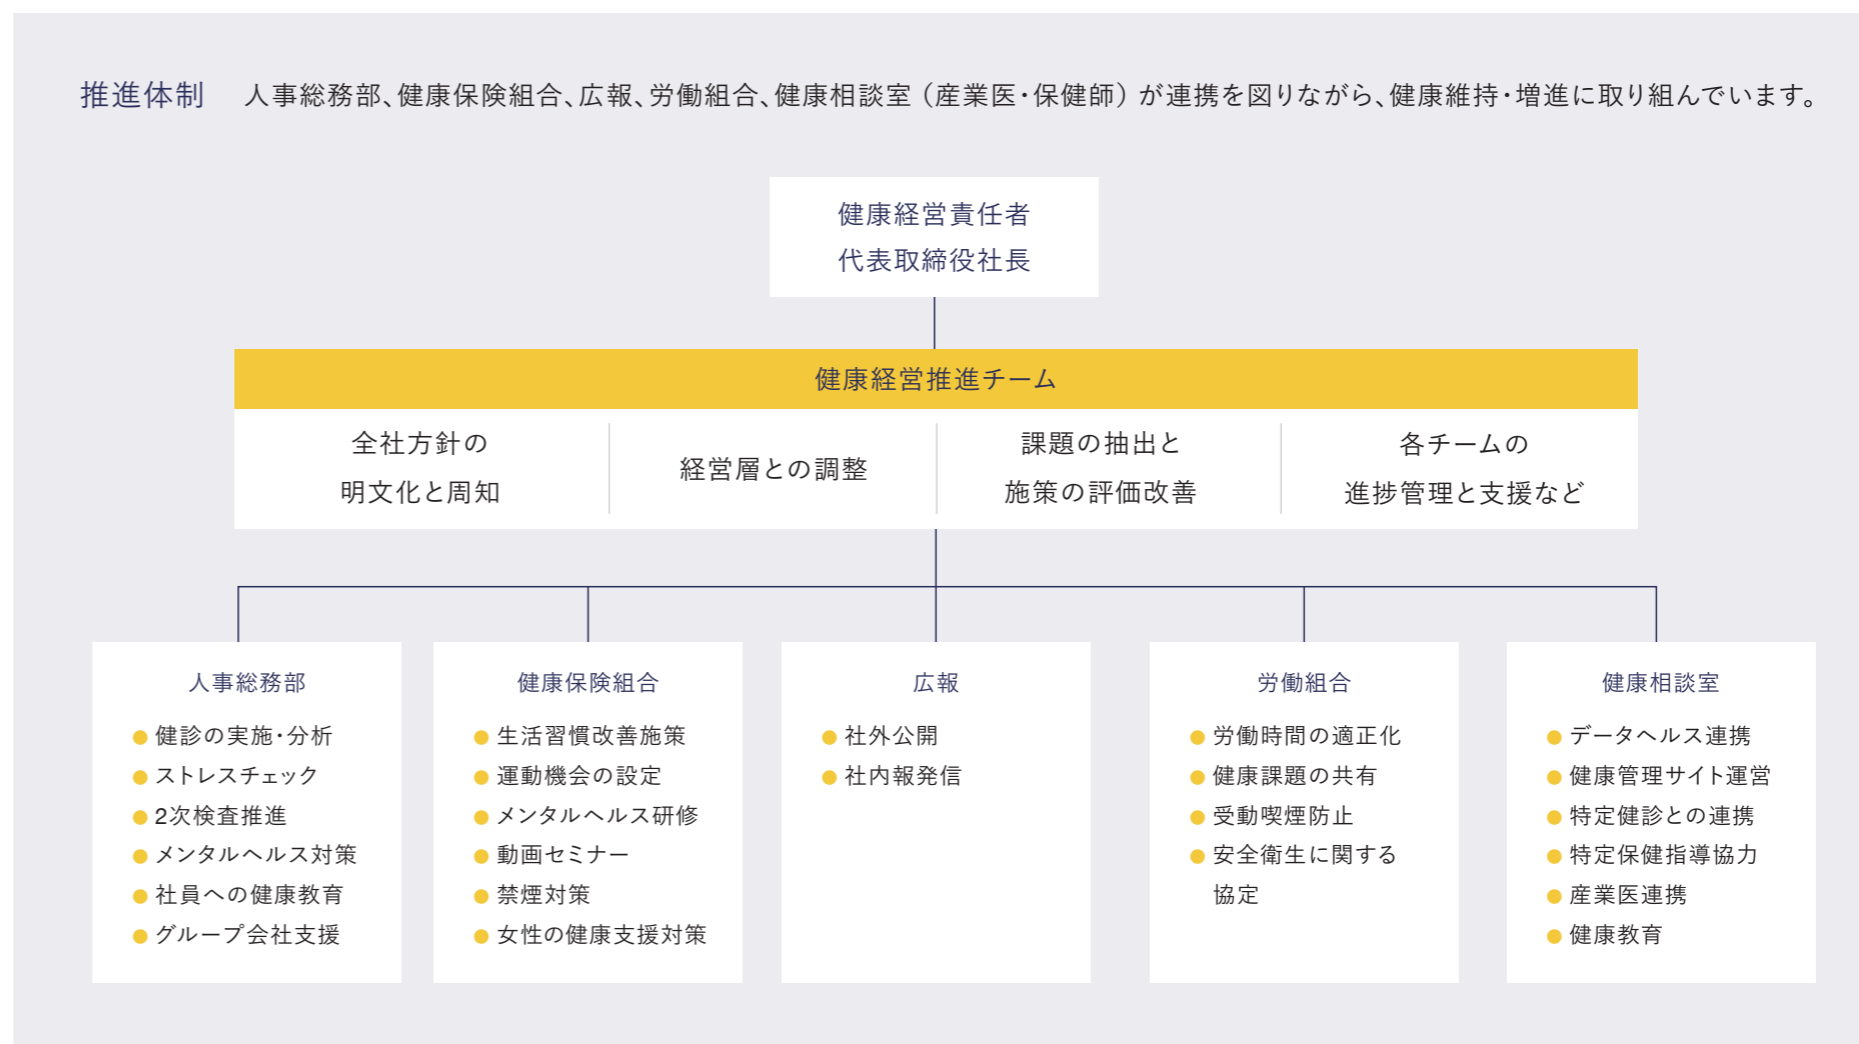 推進体制 人事総務部、健康保険組合、広報、労働組合、健康相談室（産業医・保健師）が連携を図りながら、健康維持・増進に取り組んでいます。
健康経営責任者
代表取締役社長
健康経営推進チーム
全社方針の
明文化と周知
経営層との調整
課題の抽出と
施策の評価改善
各チームの
進捗管理と支援など
人事総務部
健診の実施・分析
ストレスチェック
2次検査推進
メンタルヘルス対策
社員への健康教育
グループ会社支援
健康保険組合
生活習慣改善施策
運動機会の設定
メンタルヘルス研修
動画セミナー
禁煙対策
女性の健康支援対策
広報
社外公開
社内報発信
労働組合
労働時間の適正化
健康課題の共有
受動喫煙防止
安全衛生に関する
協定
健康相談室
データヘルス連携
健康管理サイト運営
特定健診との連携
特定保健指導協力
産業医連携
健康教育